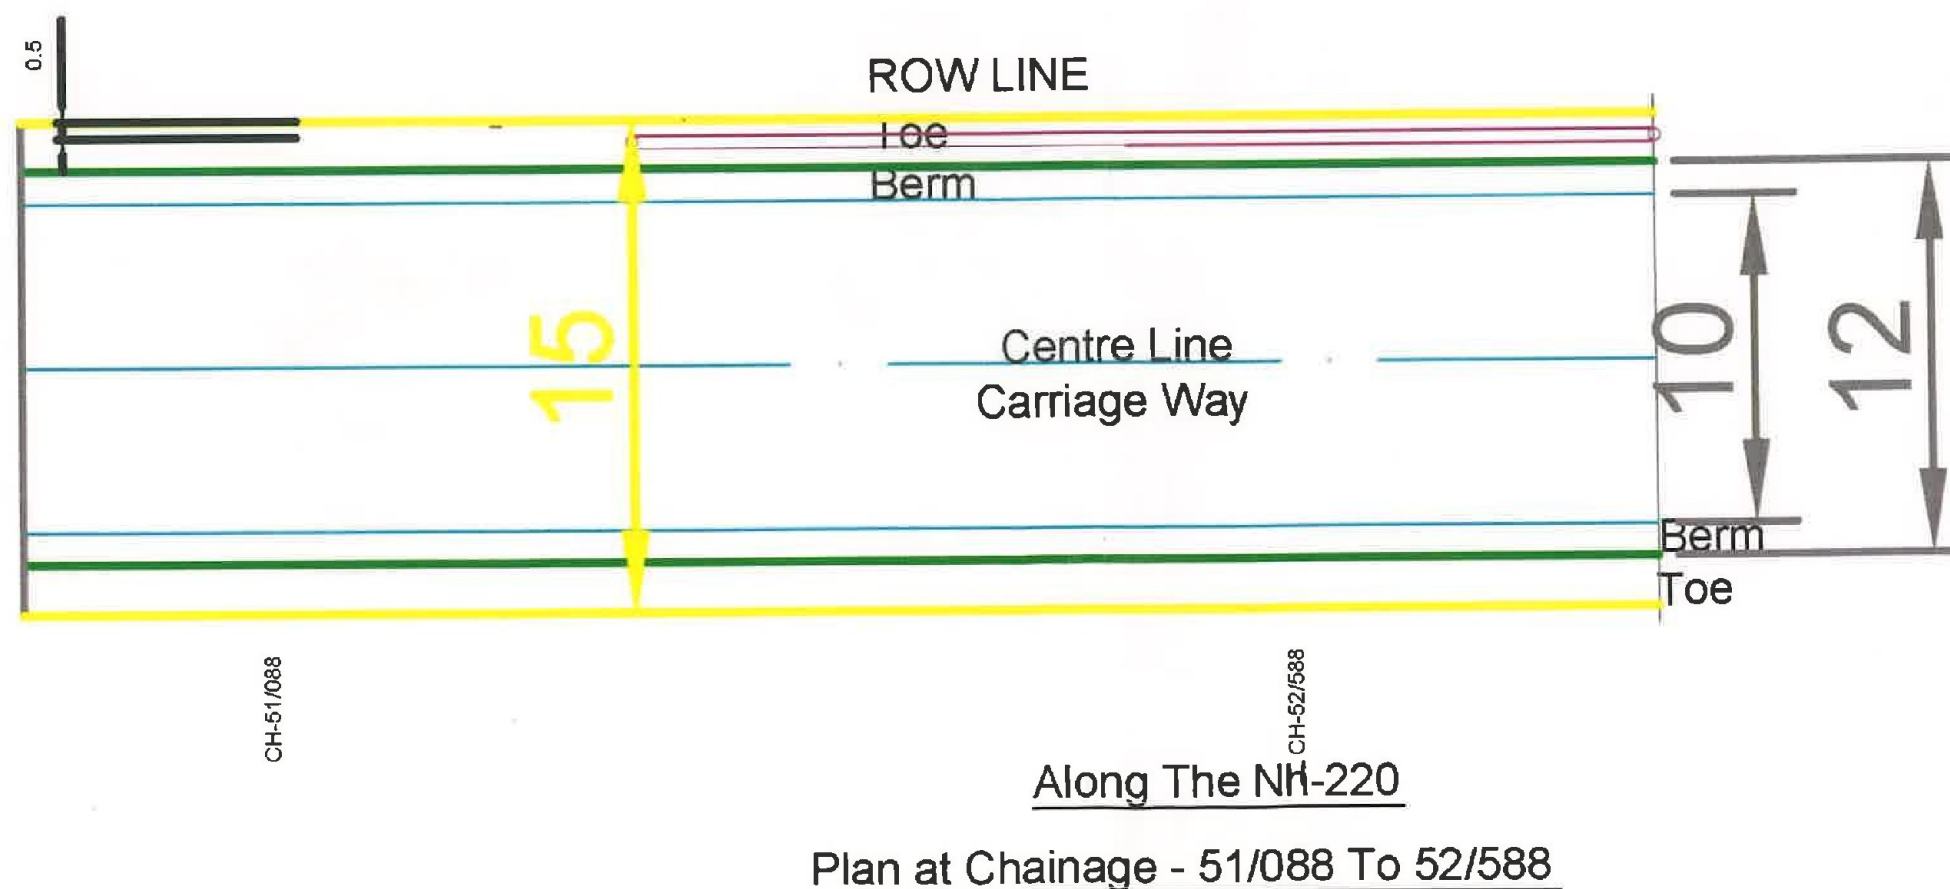 0.5
ROW LINE
Toe
Berm
15
Centre Line
Carriage Way
10
12
Berm
Toe
CH-51/088
CH-52/588
Along The NH-220
Plan at Chainage - 51/088 To 52/588